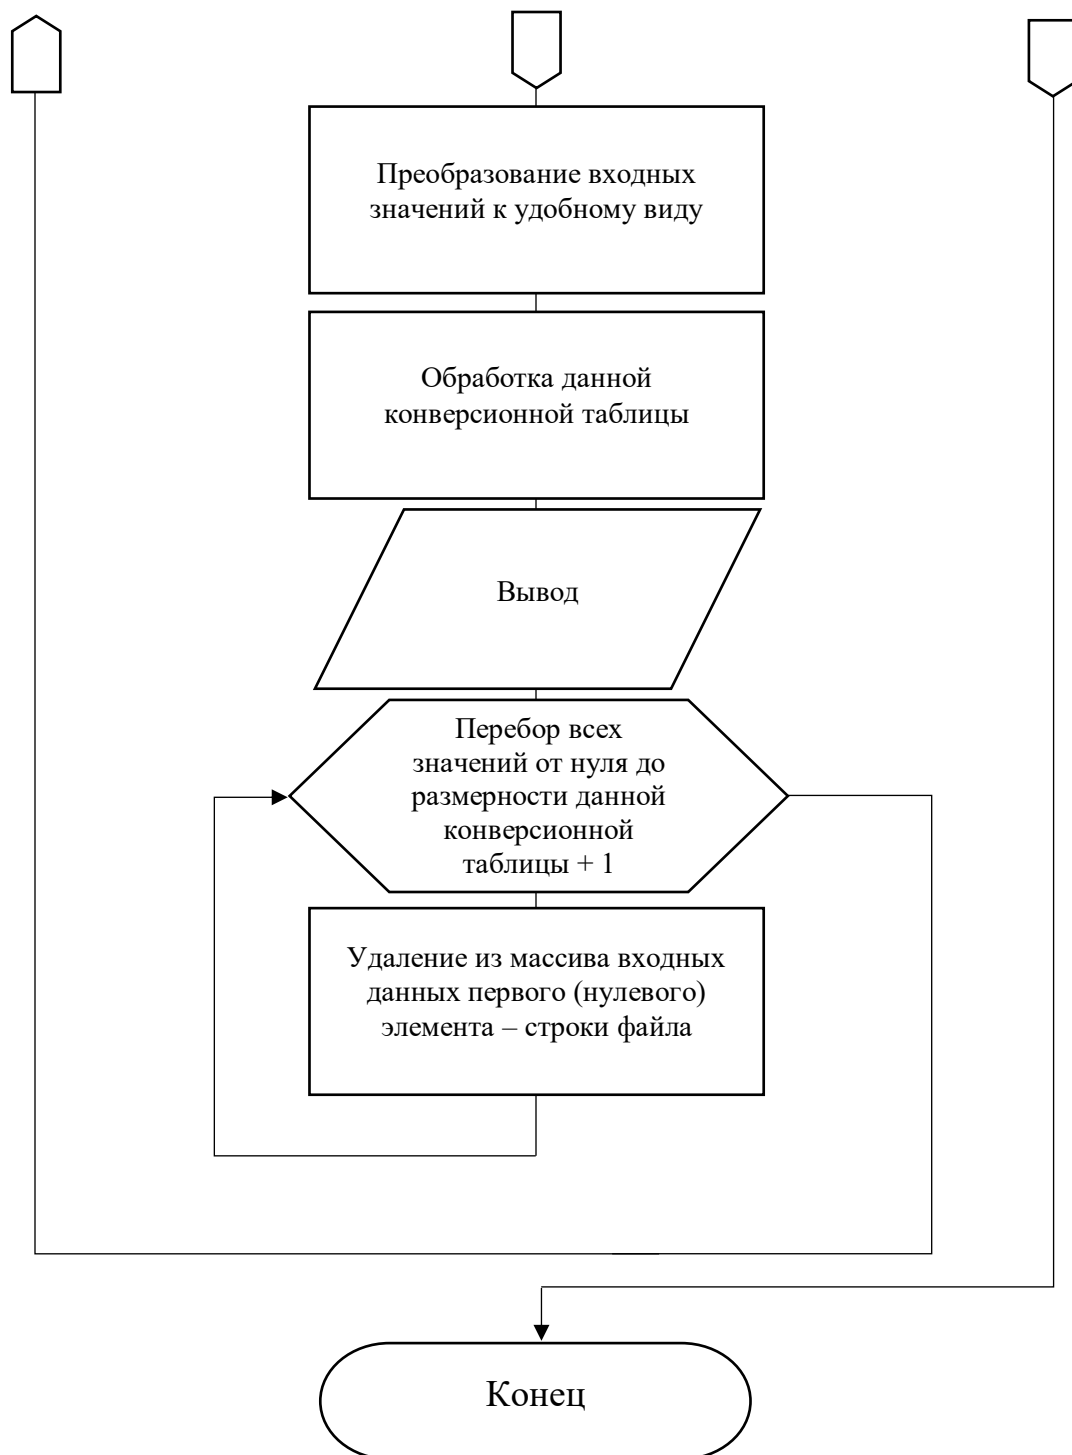 Преобразование входных
значений к удобному виду
Обработка данной
конверсионной таблицы
Вывод
Перебор всех
значений от нуля до
размерности данной
конверсионной
таблицы + 1
Удаление из массива входных
данных первого (нулевого)
элемента – строки файла
Конец